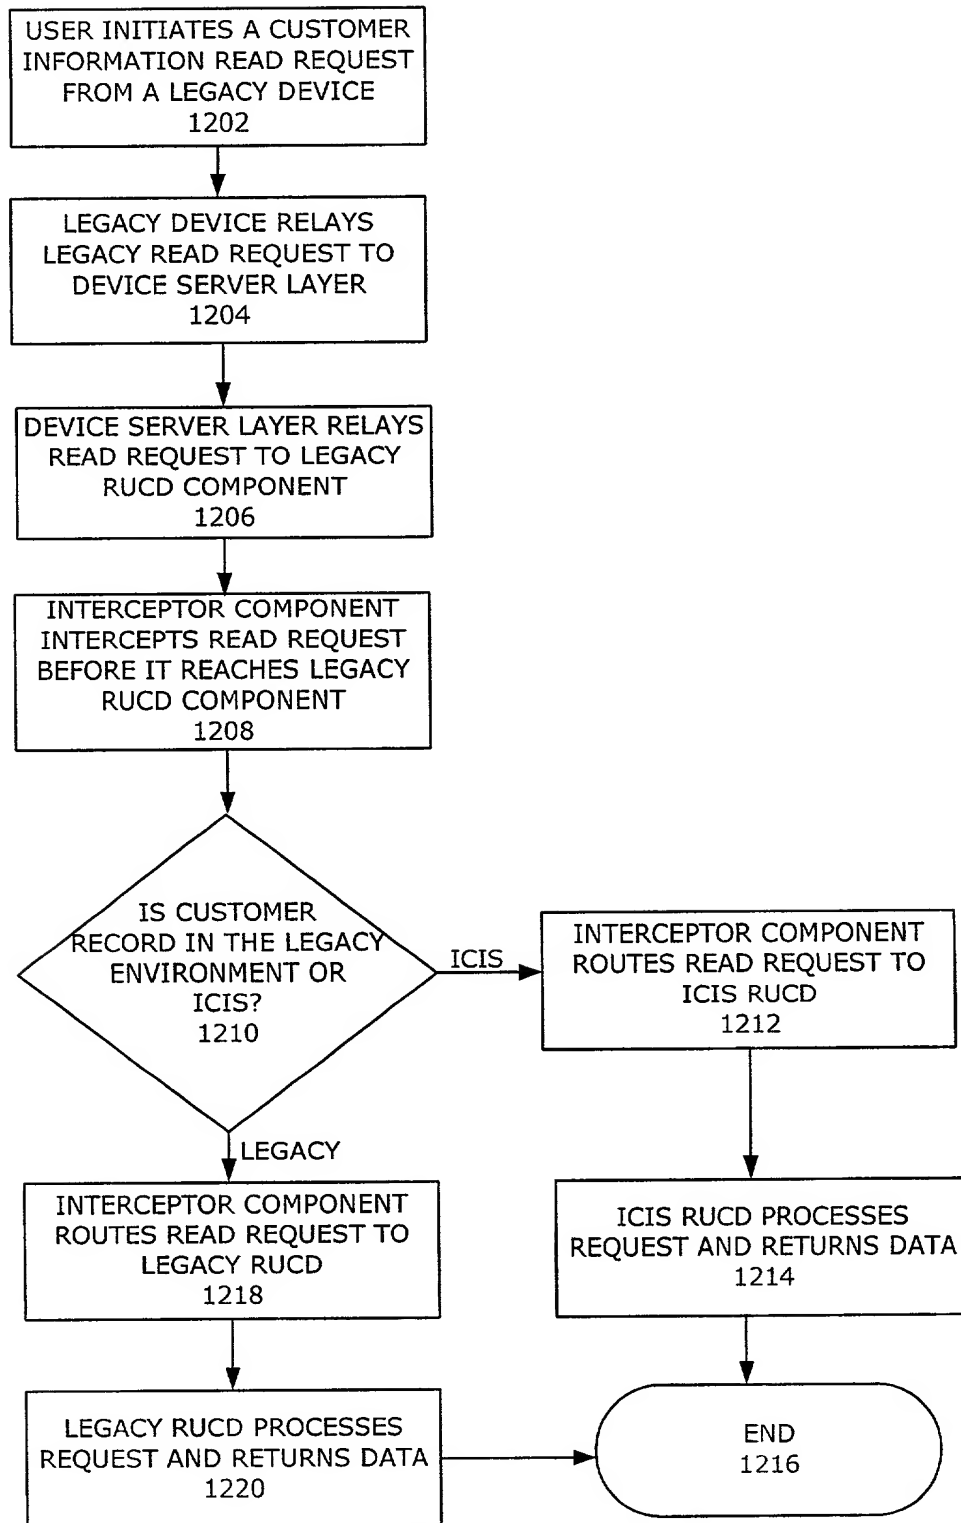 USER INITIATES A CUSTOMER
INFORMATION READ REQUEST
FROM A LEGACY DEVICE
1202
LEGACY DEVICE RELAYS
LEGACY READ REQUEST TO
DEVICE SERVER LAYER
1204
DEVICE SERVER LAYER RELAYS
READ REQUEST TO LEGACY
RUCD COMPONENT
1206
INTERCEPTOR COMPONENT
INTERCEPTS READ REQUEST
BEFORE IT REACHES LEGACY
RUCD COMPONENT
1208
IS CUSTOMER
RECORD IN THE LEGACY
ENVIRONMENT OR
ICIS?
1210
ICIS
INTERCEPTOR COMPONENT
ROUTES READ REQUEST TO
ICIS RUCD
1212
LEGACY
INTERCEPTOR COMPONENT
ROUTES READ REQUEST TO
LEGACY RUCD
1218
ICIS RUCD PROCESSES
REQUEST AND RETURNS DATA
1214
LEGACY RUCD PROCESSES
REQUEST AND RETURNS DATA
1220
END
1216